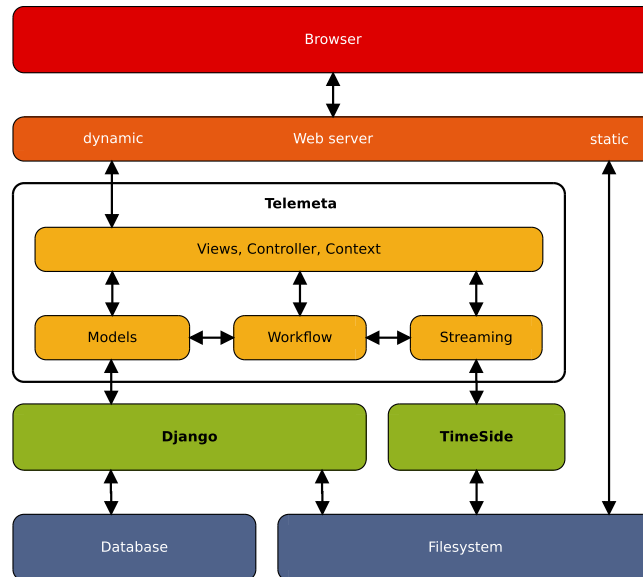 Browser
dynamic Web server static
Telemeta
Views, Controller, Context
Models Workflow Streaming
Django TimeSide
Database Filesystem